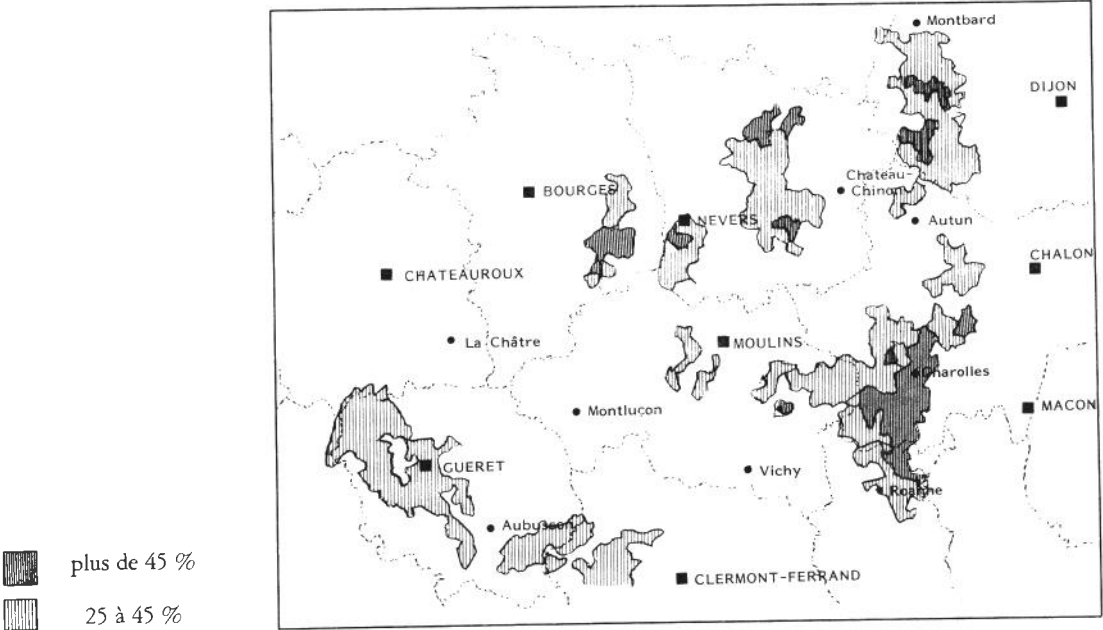 Montbard
DIJON
Chateau-
Chinon
BOURGES
NEVERS
Autun
CHALON
CHATEAUROUX
La Châtre
MOULINS
Charolles
Montluçon
MACON
GUERET
Vichy
Roanne
Aubusson
plus de 45 %
CLERMONT-FERRAND
25 à 45 %